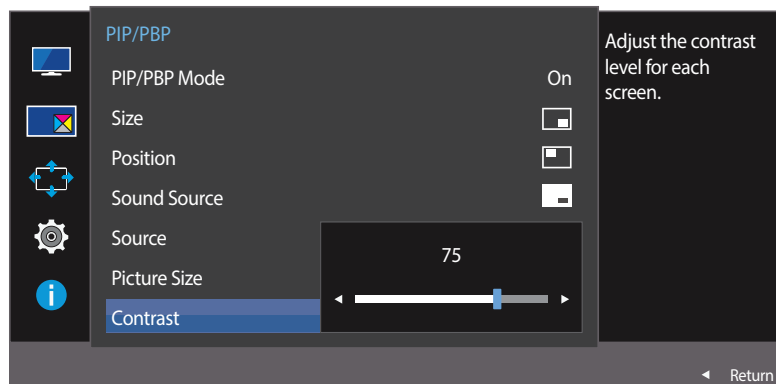 PIP/PBP
PIP/PBP Mode On
Size
Position
Sound Source
Source
Picture Size
Contrast
75
Adjust the contrast
level for each
screen.
Return